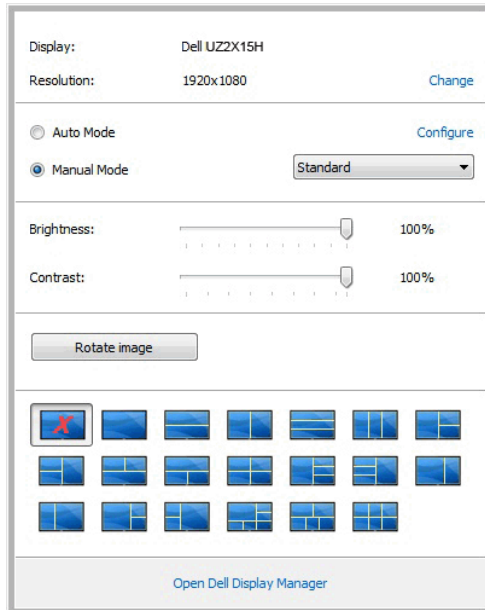 Display: Dell UZ2X15H
Resolution: 1920x1080 Change
Auto Mode Configure
Manual Mode Standard
Brightness: 100%
Contrast: 100%
Rotate image
X
Open Dell Display Manager